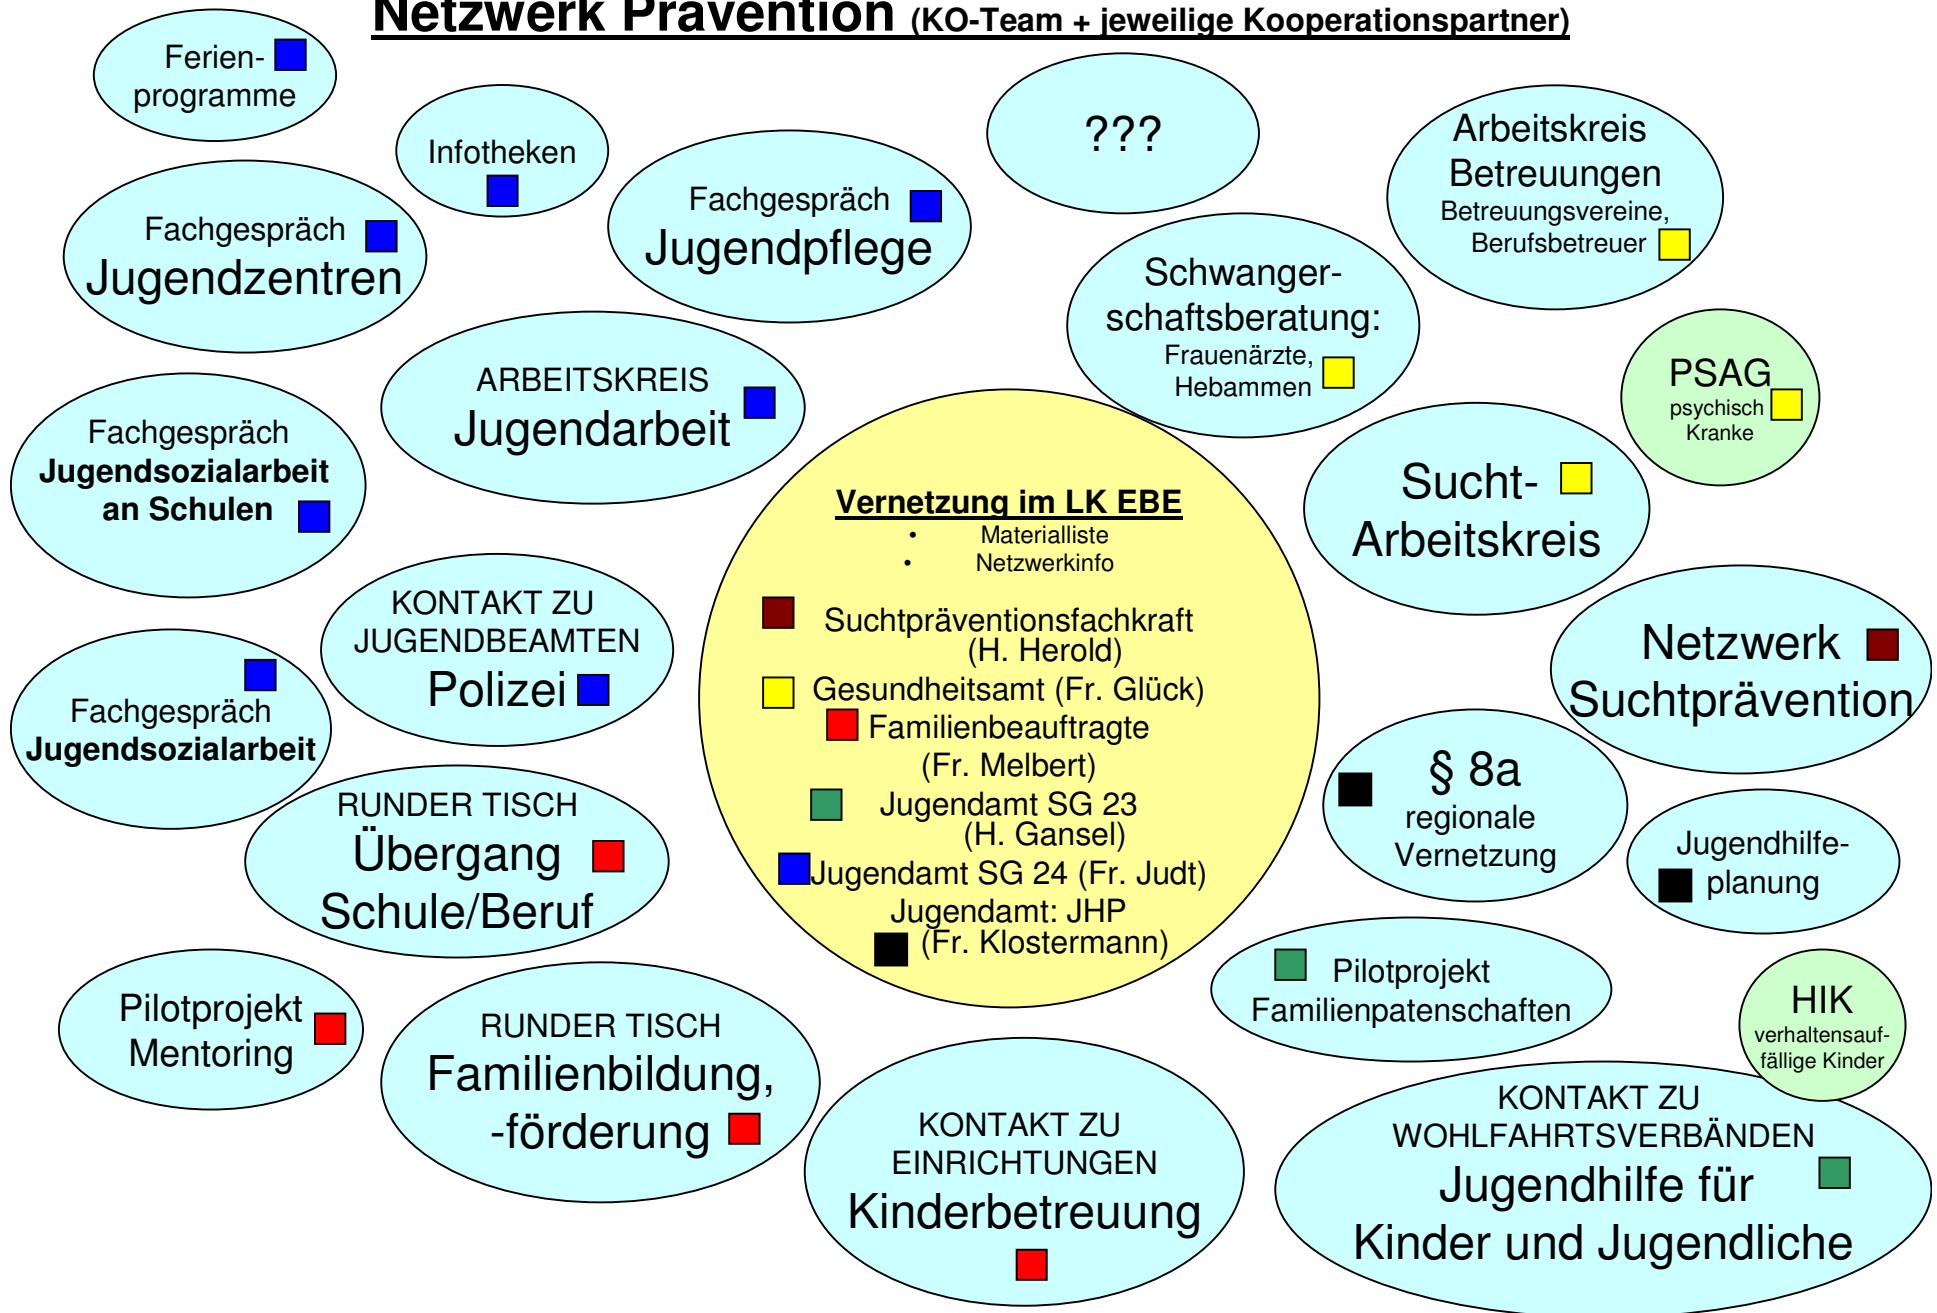 Netzwerk Prävention (KO-Team + jeweilige Kooperationspartner)
Ferien-
programme
Infotheken
Fachgespräch
Jugendzentren
Fachgespräch
Jugendpflege
???
Arbeitskreis
Betreuungen
Betreuungsvereine,
Berufsbetreuer
Schwanger-
schaftsberatung:
Frauenärzte,
Hebammen
PSAG
psychisch
Kranke
ARBEITSKREIS
Jugendarbeit
Fachgespräch
Jugendsozialarbeit
an Schulen
Sucht-
Arbeitskreis
Vernetzung im LK EBE
• Materialliste
• Netzwerkinfo
Suchtpräventionsfachkraft
(H. Herold)
Gesundheitsamt (Fr. Glück)
Familienbeauftragte
(Fr. Melbert)
Jugendamt SG 23
(H. Gansel)
Jugendamt SG 24 (Fr. Judt)
Jugendamt: JHP
(Fr. Klostermann)
KONTAKT ZU
JUGENDBEAMTEN
Polizei
Netzwerk
Suchtprävention
Fachgespräch
Jugendsozialarbeit
§ 8a
regionale
Vernetzung
Jugendhilfe-
planung
RUNDER TISCH
Übergang
Schule/Beruf
Pilotprojekt
Familienpatenschaften
Pilotprojekt
Mentoring
RUNDER TISCH
Familienbildung,
-förderung
HIK
verhaltensauf-
fällige Kinder
KONTAKT ZU
EINRICHTUNGEN
Kinderbetreuung
KONTAKT ZU
WOHLFAHRTSVERBÄNDEN
Jugendhilfe für
Kinder und Jugendliche